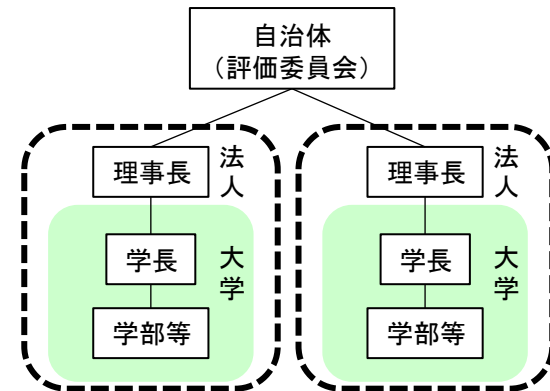 自治体
（評価委員会）
理事長
法人
学長
大学
学部等
理事長
法人
学長
大学
学部等